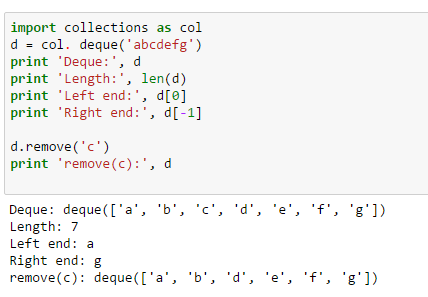 import collections as col
d = col. deque('abcdefg')
print 'Deque:', d
print 'Length:', len(d)
print 'Left end:', d[0]
print 'Right end:', d[-1]
d.remove('c')
print 'remove(c):', d
Deque: deque(['a', 'b', 'c', 'd', 'e', 'f', 'g'])
Length: 7
Left end: a
Right end: g
remove(c): deque(['a', 'b', 'd', 'e', 'f', 'g'])